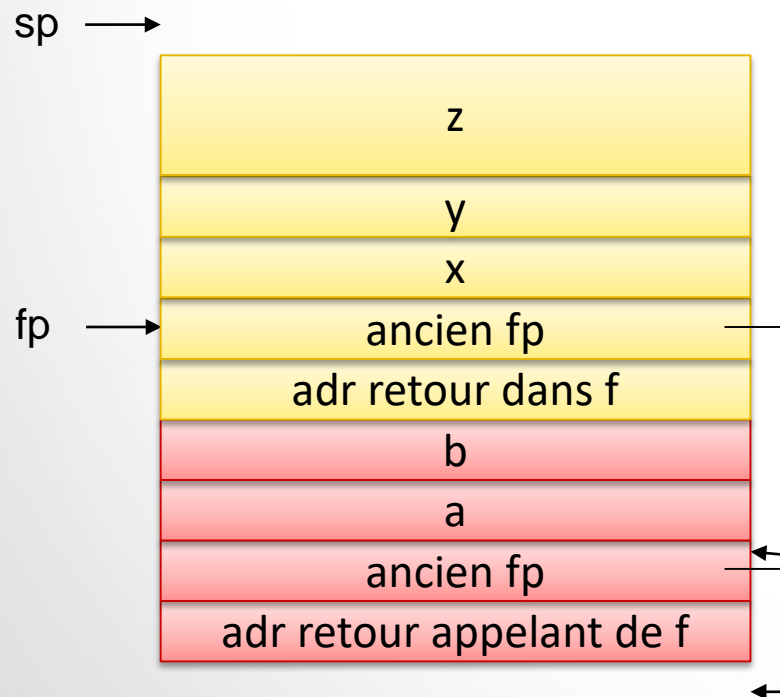 sp
z
y
x
fp
ancien fp
adr retour dans f
b
a
ancien fp
adr retour appelant de f